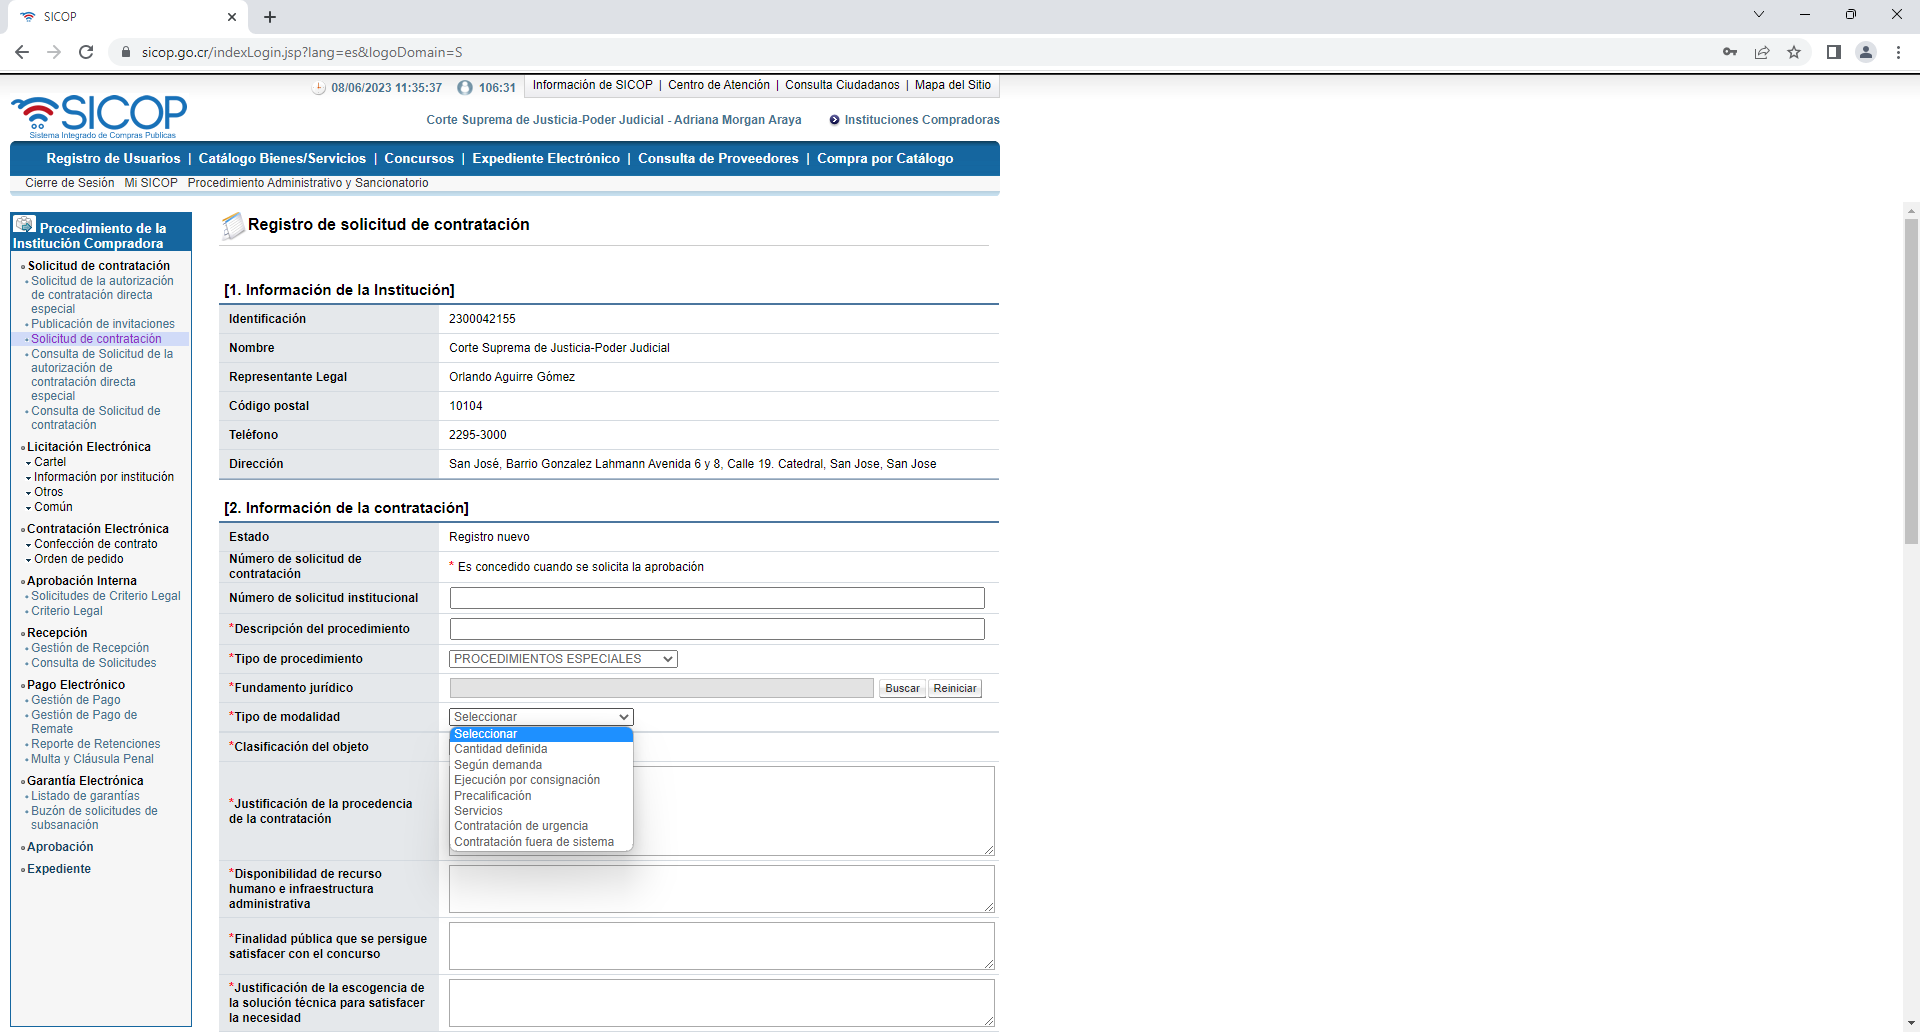 SICOP
sicop.go.cr/indexLogin.jsp?lang=es&logoDomain=S
08/06/2023 11:35:37 106:31 Información de SICOP | Centro de Atención | Consulta Ciudadanos | Mapa del Sitio
SICOP
Sistema Integrado de Compras Públicas
Corte Suprema de Justicia-Poder Judicial - Adriana Morgan Araya Instituciones Compradoras
Registro de Usuarios | Catálogo Bienes/Servicios | Concursos | Expediente Electrónico | Consulta de Proveedores | Compra por Catálogo
Cierre de Sesión Mi SICOP Procedimiento Administrativo y Sancionatorio
Procedimiento de la
Institución Compradora
Solicitud de contratación
Solicitud de la autorización
de contratación directa
especial
Publicación de invitaciones
Solicitud de contratación
Consulta de Solicitud de la
autorización de
contratación directa
especial
Consulta de Solicitud de
contratación
Licitación Electrónica
Cartel
Información por institución
Otros
Común
Contratación Electrónica
Confección de contrato
Orden de pedido
Aprobación Interna
Solicitudes de Criterio Legal
Criterio Legal
Recepción
Gestión de Recepción
Consulta de Solicitudes
Pago Electrónico
Gestión de Pago
Gestión de Pago de
Remate
Reporte de Retenciones
Multa y Cláusula Penal
Garantía Electrónica
Listado de garantías
Buzón de solicitudes de
subsanación
Aprobación
Expediente
Registro de solicitud de contratación
[1. Información de la Institución]
Identificación 2300042155
Nombre Corte Suprema de Justicia-Poder Judicial
Representante Legal Orlando Aguirre Gómez
Código postal 10104
Teléfono 2295-3000
Dirección San José, Barrio Gonzalez Lahmann Avenida 6 y 8, Calle 19. Catedral, San Jose, San Jose
[2. Información de la contratación]
Estado Registro nuevo
Número de solicitud de
contratación
* Es concedido cuando se solicita la aprobación
Número de solicitud institucional
*Descripción del procedimiento
*Tipo de procedimiento PROCEDIMIENTOS ESPECIALES
*Fundamento jurídico Buscar Reiniciar
*Tipo de modalidad Seleccionar
Seleccionar
Cantidad definida
Según demanda
Ejecución por consignación
Precalificación
Servicios
Contratación de urgencia
Contratación fuera de sistema
*Clasificación del objeto
*Justificación de la procedencia
de la contratación
*Disponibilidad de recurso
humano e infraestructura
administrativa
*Finalidad pública que se persigue
satisfacer con el concurso
*Justificación de la escogencia de
la solución técnica para satisfacer
la necesidad